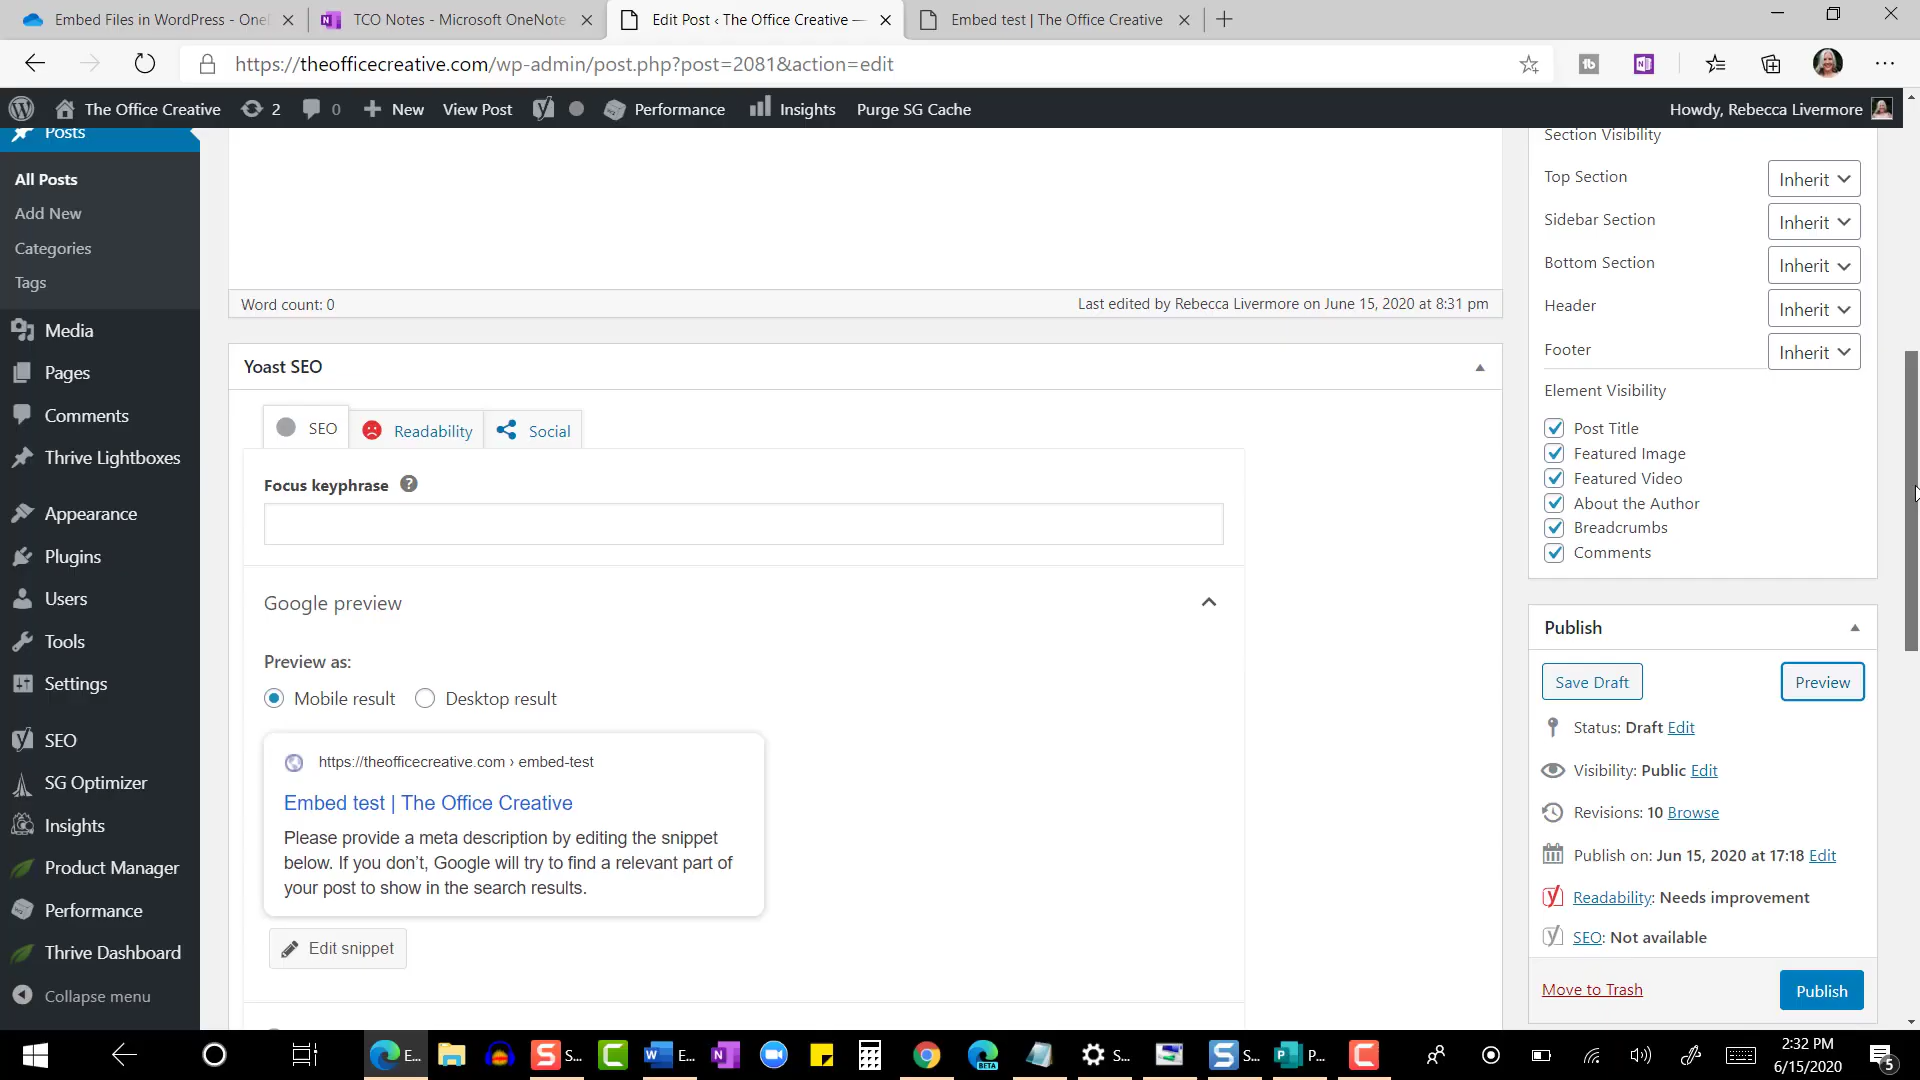 Embed Files in WordPress - One
TCO Notes - Microsoft OneNote
Edit Post ‹ The Office Creative —
Embed test | The Office Creative
https://theofficecreative.com/wp-admin/post.php?post=2081&action=edit
The Office Creative
2
0
New
View Post
Performance
Insights
Purge SG Cache
Howdy, Rebecca Livermore
Posts
All Posts
Add New
Categories
Tags
Media
Pages
Comments
Thrive Lightboxes
Appearance
Plugins
Users
Tools
Settings
SEO
SG Optimizer
Insights
Product Manager
Performance
Thrive Dashboard
Collapse menu
Word count: 0
Last edited by Rebecca Livermore on June 15, 2020 at 8:31 pm
Yoast SEO
SEO
Readability
Social
Focus keyphrase
Google preview
Preview as:
Mobile result
Desktop result
https://theofficecreative.com › embed-test
Embed test | The Office Creative
Please provide a meta description by editing the snippet
below. If you don't, Google will try to find a relevant part of
your post to show in the search results.
Edit snippet
Section Visibility
Top Section
Inherit
Sidebar Section
Inherit
Bottom Section
Inherit
Header
Inherit
Footer
Inherit
Element Visibility
Post Title
Featured Image
Featured Video
About the Author
Breadcrumbs
Comments
Publish
Save Draft
Preview
Status: Draft Edit
Visibility: Public Edit
Revisions: 10 Browse
Publish on: Jun 15, 2020 at 17:18 Edit
Readability: Needs improvement
SEO: Not available
Move to Trash
Publish
E...
S...
E...
S...
S...
P...
2:32 PM
6/15/2020
5